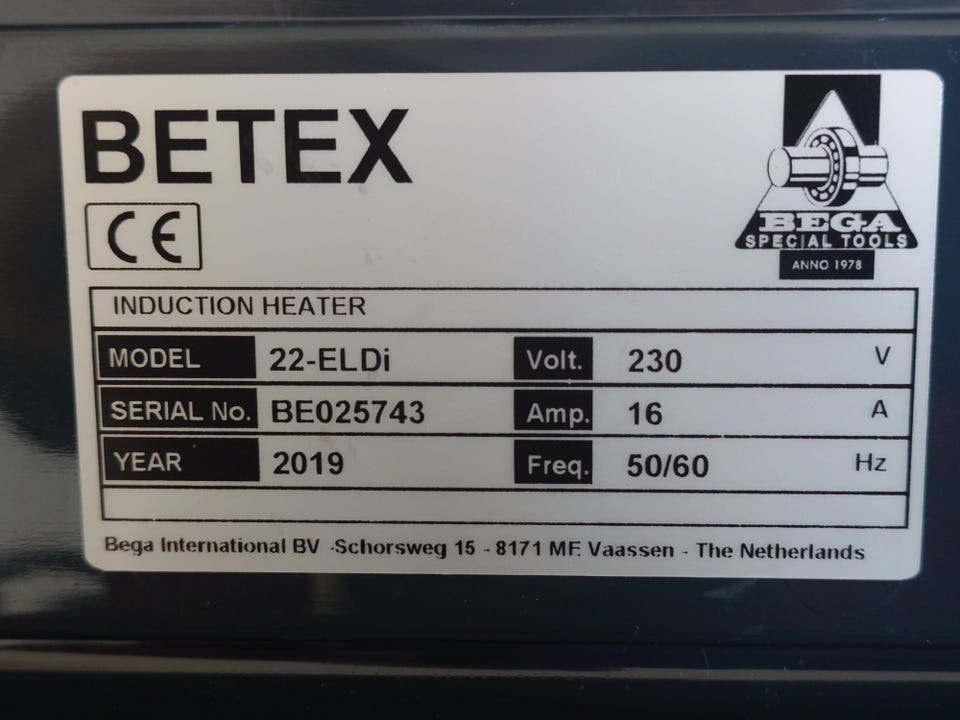 BETEX
CE
BEGA
SPECIAL TOOLS
ANNO 1978
INDUCTION HEATER
MODEL 22-ELDi Volt. 230 V
SERIAL No. BE025743 Amp. 16 A
YEAR 2019 Freq. 50/60 Hz
Bega International BV -Schorsweg 15 - 8171 ME Vaassen - The Netherlands